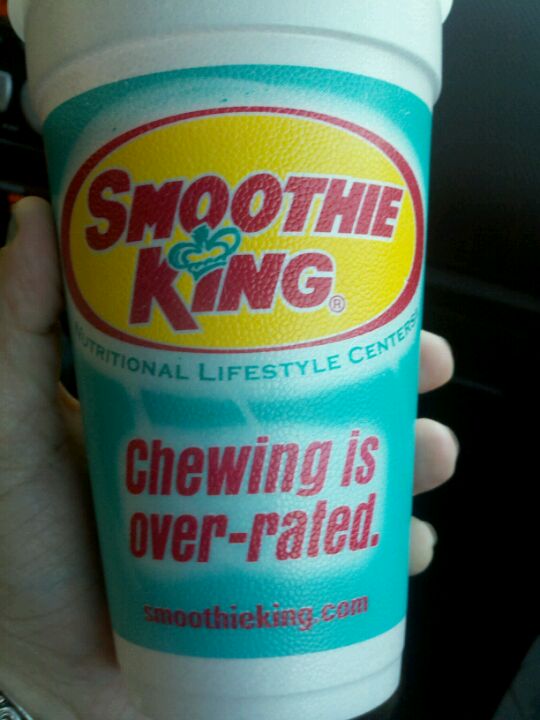 SMOOTHIE
KING®
NUTRITIONAL LIFESTYLE CENTERS
Chewing is
over-rated.
smoothieking.com